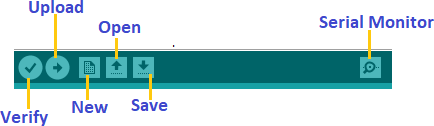 Upload
Open
Serial Monitor
Verify
New
Save